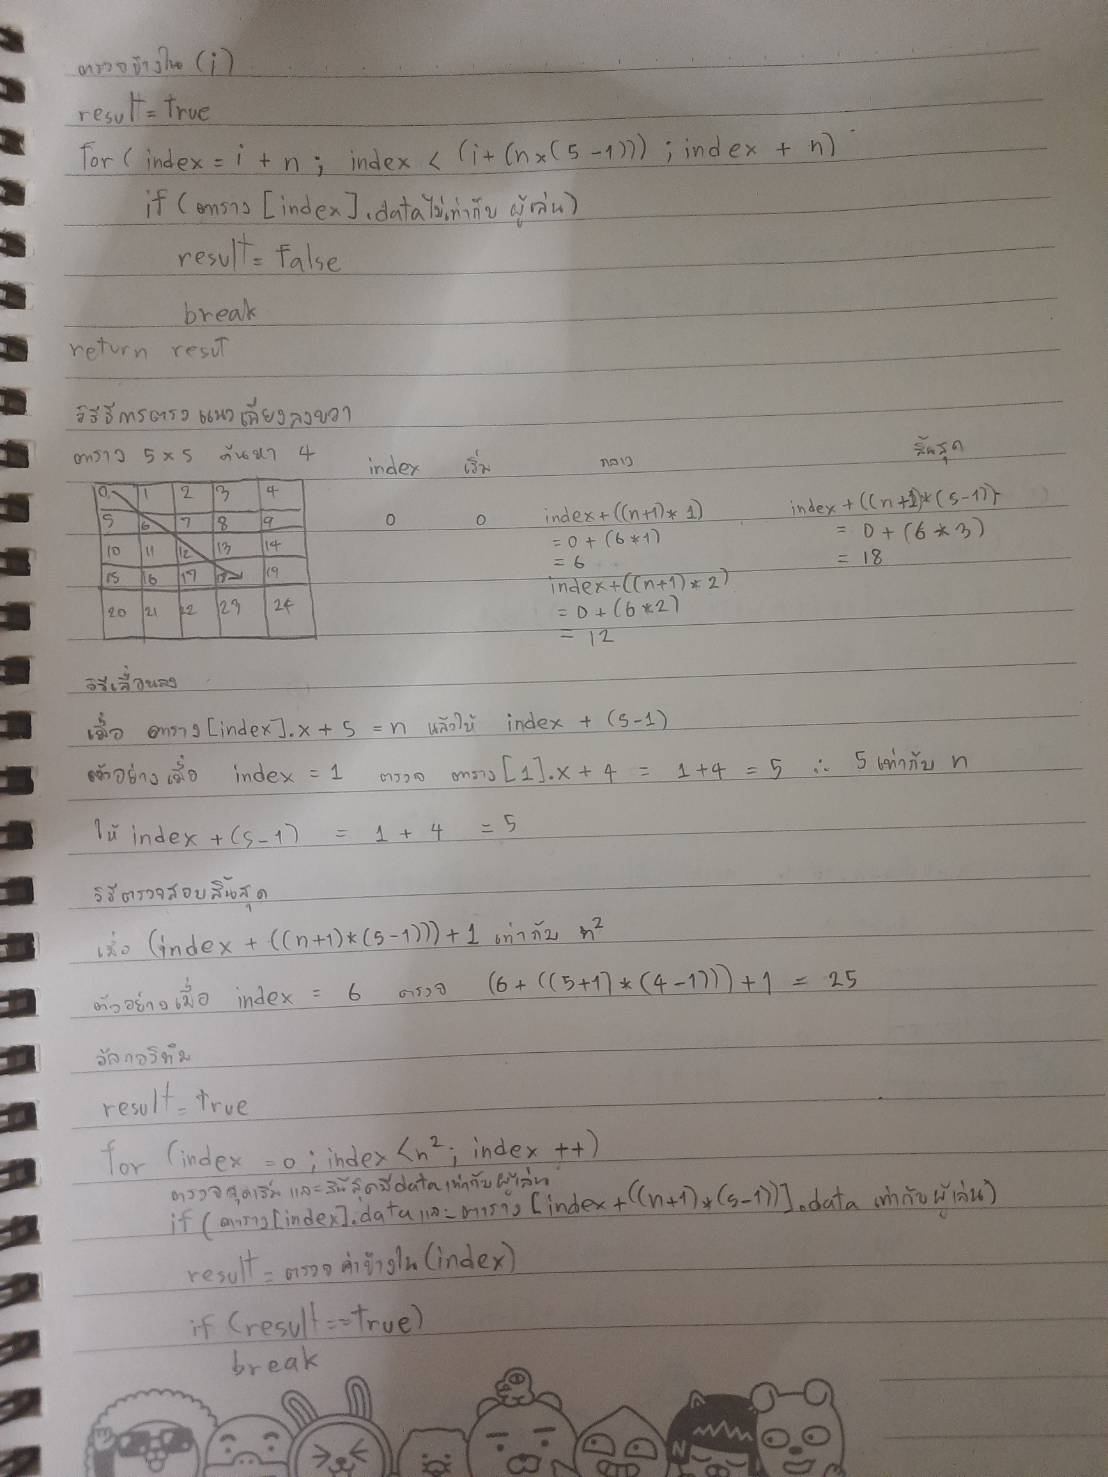 ตรวจข้างใน (i)
result = true
for ( index = i + n ; index < (i+(n×(5-1))) ; index + n)
if (ตาราง [index].data ไม่เท่ากับ ผู้เล่น)
result = false
break
return resut
วิธีการตรวจแนวเฉียงลงขวา
ตาราง 5×5 ค้นหา 4 index เริ่ม กลาง สิ้นสุด
0 1 2 3 4
5 6 7 8 9
10 11 12 13 14
15 16 17 18 19
20 21 22 23 24
0 0 index+((n+1)* 1) index+((n+1)*(s-1))
= 0 + (6*1) = 0 + (6*3)
= 6 = 18
index+((n+1)*2)
= 0 + (6*2)
= 12
วิธีเลื่อนลง
เมื่อ ตาราง[index].x + s = n แล้วให้ index + (s-1)
ตัวอย่างเมื่อ index = 1 ตรวจ ตาราง [1].x + 4 = 1+4 = 5 ∴ 5 เท่ากับ n
ให้ index + (s-1) = 1 + 4 = 5
วิธีตรวจสอบสิ้นสุด
เมื่อ (index + ((n+1)*(s-1))) + 1 เท่ากับ n²
ตัวอย่างเมื่อ index = 6 ตรวจ (6 + ((5+1)*(4-1))) + 1 = 25
อัลกอริทึม
result = true
for (index = 0 ; index < n² ; index ++)
ตรวจจุดเริ่ม และสิ้นสุดมี data เท่ากับผู้เล่น
if (ตาราง[index].data และ ตาราง [index + ((n+1)*(s-1))].data เท่ากับผู้เล่น)
result = ตรวจค่าข้างใน (index)
if (result == true)
break